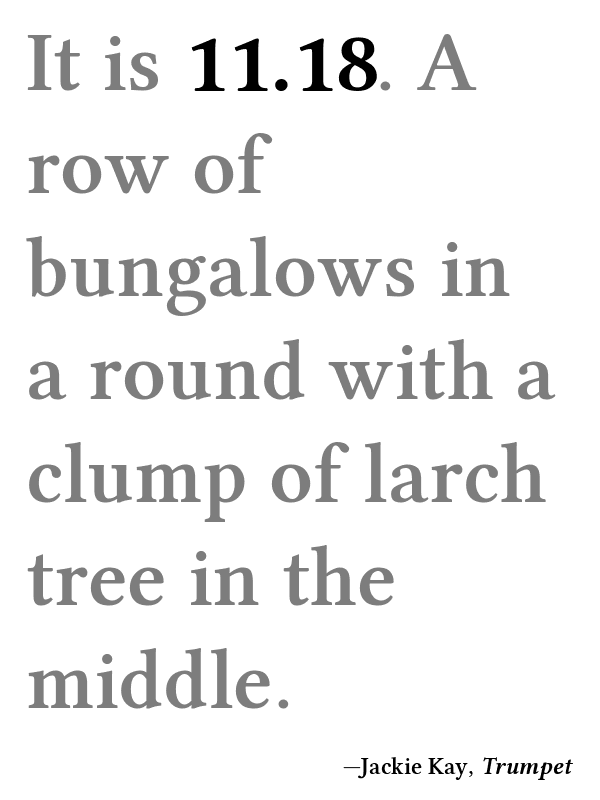 It is 11.18. A
row of
bungalows in
a round with a
clump of larch
tree in the
middle.
—Jackie Kay, Trumpet